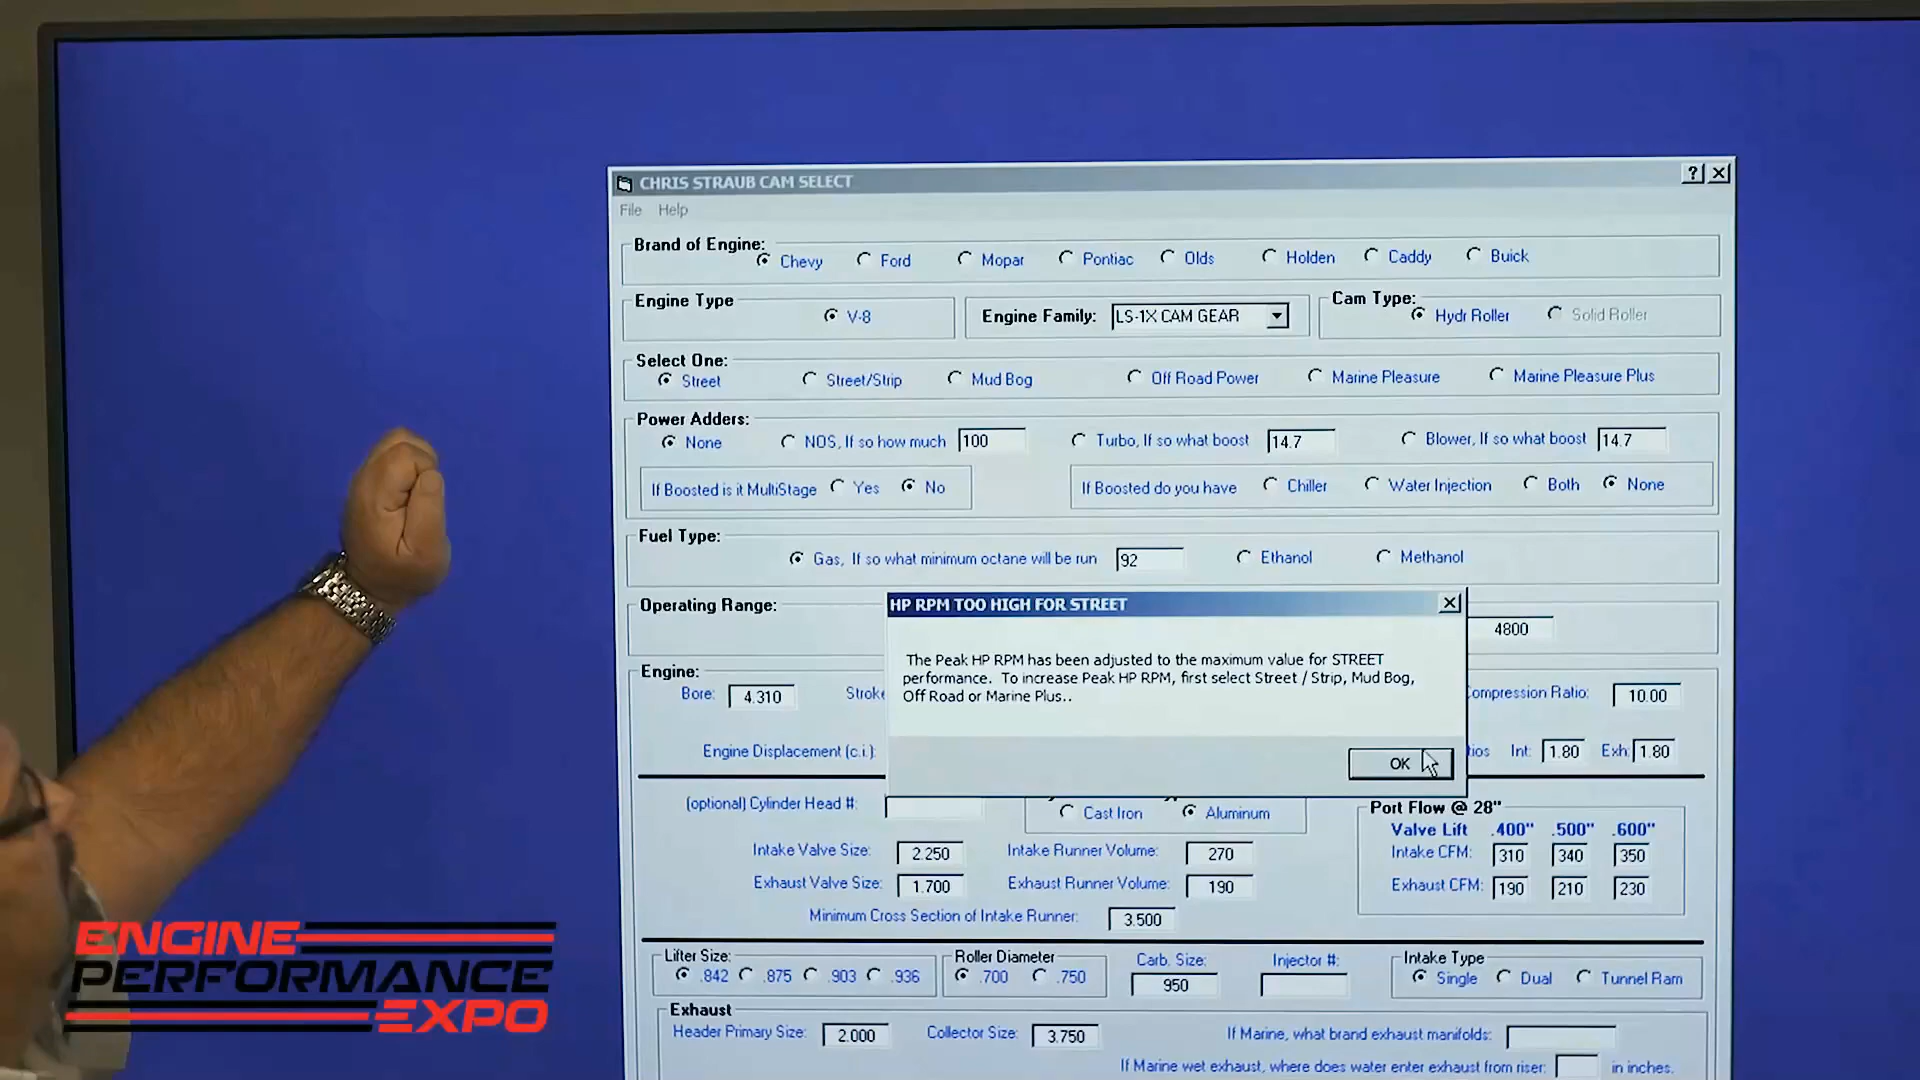 CHRIS STRAUB CAM SELECT
File Help
Brand of Engine:
Chevy Ford Mopar Pontiac Olds Holden Caddy Buick
Engine Type
V-8
Engine Family: LS-1X CAM GEAR
Cam Type:
Hydr Roller Solid Roller
Select One:
Street Street/Strip Mud Bog Off Road Power Marine Pleasure Marine Pleasure Plus
Power Adders:
None NOS, If so how much 100 Turbo, If so what boost 14.7 Blower, If so what boost 14.7
If Boosted is it MultiStage Yes No If Boosted do you have Chiller Water Injection Both None
Fuel Type:
Gas, If so what minimum octane will be run 92 Ethanol Methanol
Operating Range:
4800
HP RPM TOO HIGH FOR STREET
The Peak HP RPM has been adjusted to the maximum value for STREET
performance. To increase Peak HP RPM, first select Street / Strip, Mud Bog,
Off Road or Marine Plus..
OK
Engine:
Bore: 4.310 Stroke
Compression Ratio: 10.00
Engine Displacement (c.i.):
Int: 1.80 Exh: 1.80
(optional) Cylinder Head #:
Cast Iron Aluminum
Port Flow @ 28"
Valve Lift .400" .500" .600"
Intake CFM: 310 340 350
Exhaust CFM: 190 210 230
Intake Valve Size: 2.250 Intake Runner Volume: 270
Exhaust Valve Size: 1.700 Exhaust Runner Volume: 190
Minimum Cross Section of Intake Runner: 3.500
Lifter Size:
.842 .875 .903 .936
Roller Diameter
.700 .750
Carb. Size:
950
Injector #:
Intake Type
Single Dual Tunnel Ram
Exhaust
Header Primary Size: 2.000 Collector Size: 3.750 If Marine, what brand exhaust manifolds:
If Marine wet exhaust, where does water enter exhaust from riser: in inches.
ENGINE
PERFORMANCE
EXPO